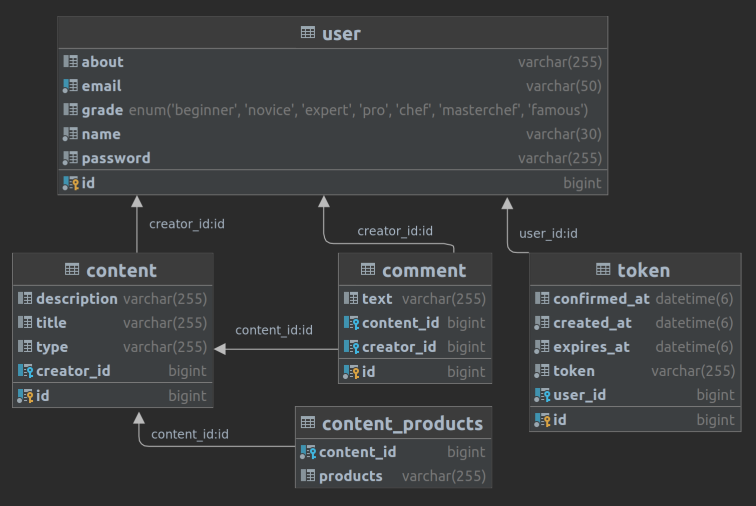 user
about varchar(255)
email varchar(50)
grade enum('beginner', 'novice', 'expert', 'pro', 'chef', 'masterchef', 'famous')
name varchar(30)
password varchar(255)
id bigint
creator_id:id
creator_id:id
user_id:id
content
description varchar(255)
title varchar(255)
type varchar(255)
creator_id bigint
id bigint
content_id:id
comment
text varchar(255)
content_id bigint
creator_id bigint
id bigint
token
confirmed_at datetime(6)
created_at datetime(6)
expires_at datetime(6)
token varchar(255)
user_id bigint
id bigint
content_id:id
content_products
content_id bigint
products varchar(255)